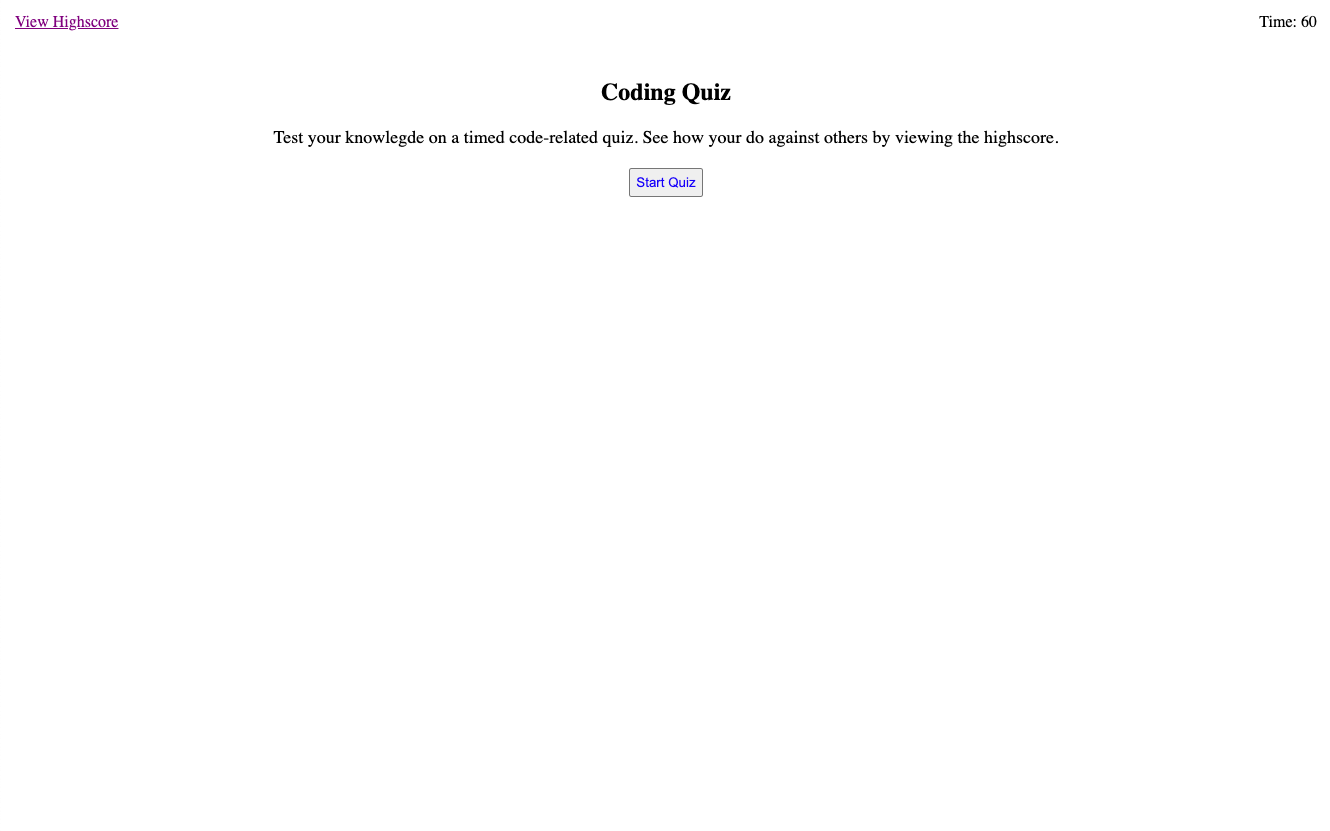 View Highscore
Time: 60
Coding Quiz
Test your knowlegde on a timed code-related quiz. See how your do against others by viewing the highscore.
Start Quiz